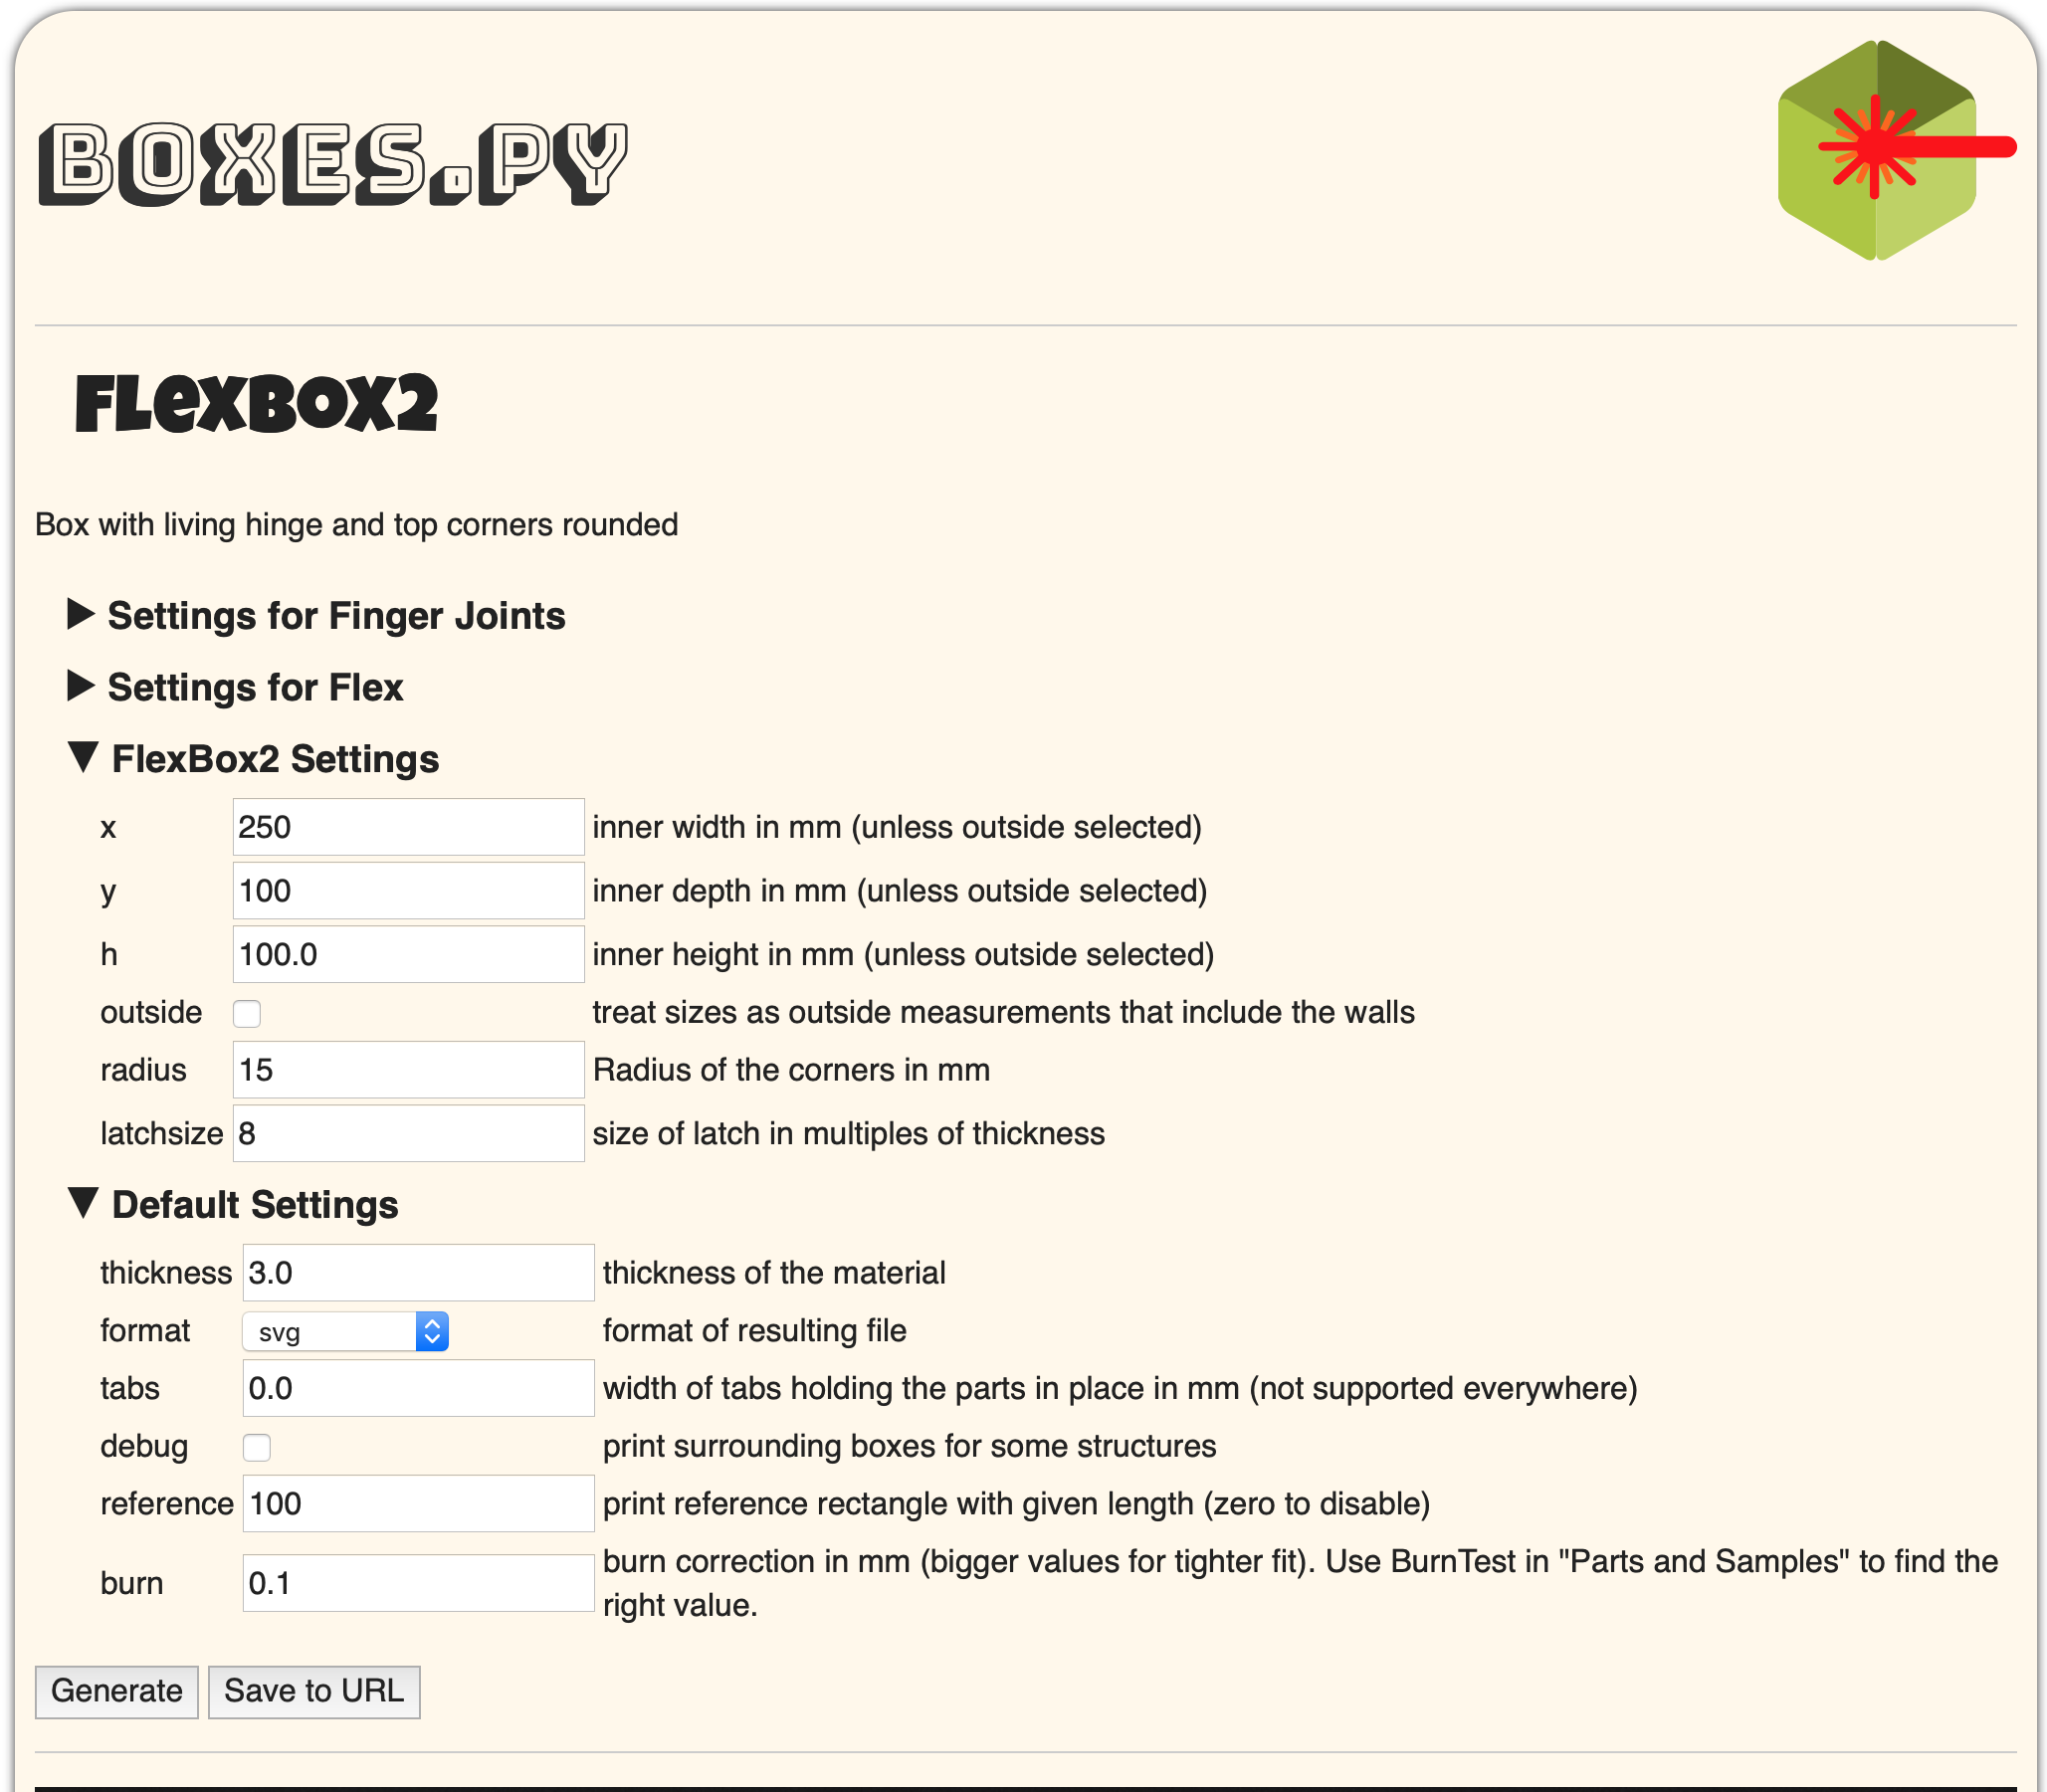 BOXES.PY
FLexBox2
Box with living hinge and top corners rounded
Settings for Finger Joints
Settings for Flex
FlexBox2 Settings
x 250 inner width in mm (unless outside selected)
y 100 inner depth in mm (unless outside selected)
h 100.0 inner height in mm (unless outside selected)
outside treat sizes as outside measurements that include the walls
radius 15 Radius of the corners in mm
latchsize 8 size of latch in multiples of thickness
Default Settings
thickness 3.0 thickness of the material
format svg format of resulting file
tabs 0.0 width of tabs holding the parts in place in mm (not supported everywhere)
debug print surrounding boxes for some structures
reference 100 print reference rectangle with given length (zero to disable)
burn 0.1 burn correction in mm (bigger values for tighter fit). Use BurnTest in "Parts and Samples" to find the
right value.
Generate Save to URL